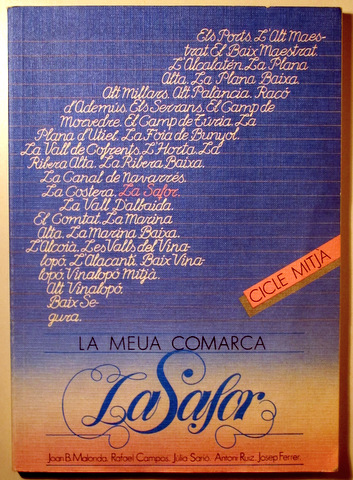 Els Ports. L'Alt Maes-
trat. El Baix Maestrat.
L'Alcalatén. La Plana
Alta. La Plana Baixa.
Alt Millars. Alt Palància. Racó
d'Ademús. Els Serrans. El Camp de
Morvedre. El Camp de Túria. La
Plana d'Utiel. La Foia de Bunyol.
La Vall de Cofrents. L'Horta. La
Ribera Alta. La Ribera Baixa.
La Canal de Navarrés.
La Costera. La Safor.
La Vall D'albaida.
El Comtat. La Marina
Alta. La Marina Baixa.
L'Alcoià. Les Valls del Vina-
lopó. L'Alacantí. Baix Vina-
lopó. Vinalopó Mitjà.
Alt Vinalopó.
Baix Se-
gura.
CICLE MITJÀ
LA MEUA COMARCA
La Safor
Joan B. Malonda. Rafael Campos. Júlia Sarió. Antoni Ruiz. Josep Ferrer.